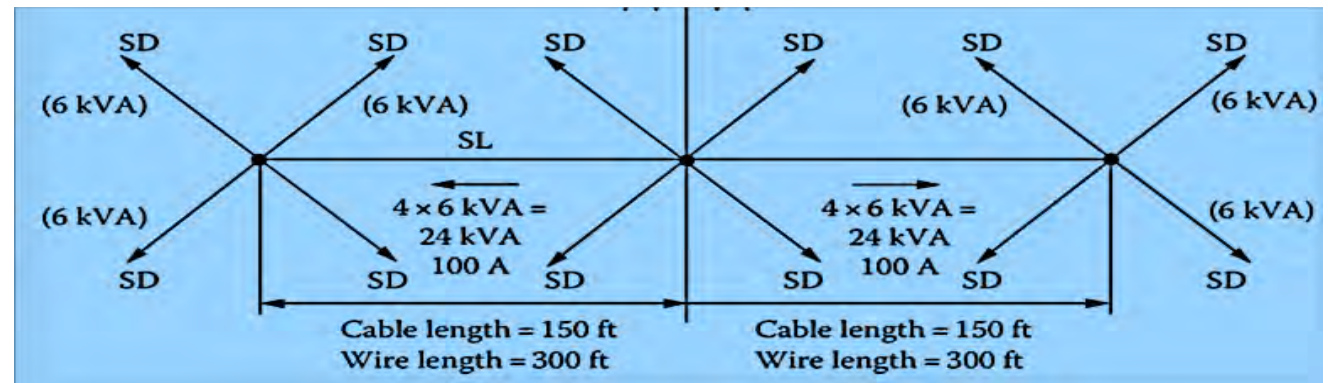 SD SD SD SD SD SD
(6 kVA) (6 kVA) (6 kVA) (6 kVA)
SL
(6 kVA) 4 × 6 kVA = 4 × 6 kVA = (6 kVA)
24 kVA 24 kVA
100 A 100 A
SD SD SD SD SD SD
Cable length = 150 ft Cable length = 150 ft
Wire length = 300 ft Wire length = 300 ft